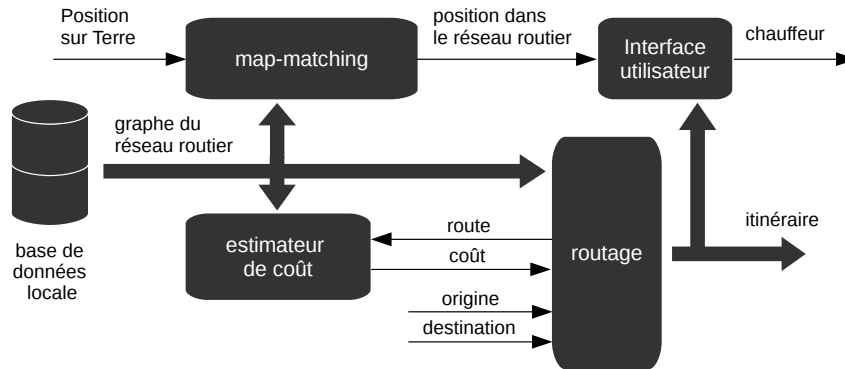 Position
sur Terre
map-matching
position dans
le réseau routier
Interface
utilisateur
chauffeur
graphe du
réseau routier
base de
données
locale
estimateur
de coût
route
coût
origine
destination
routage
itinéraire